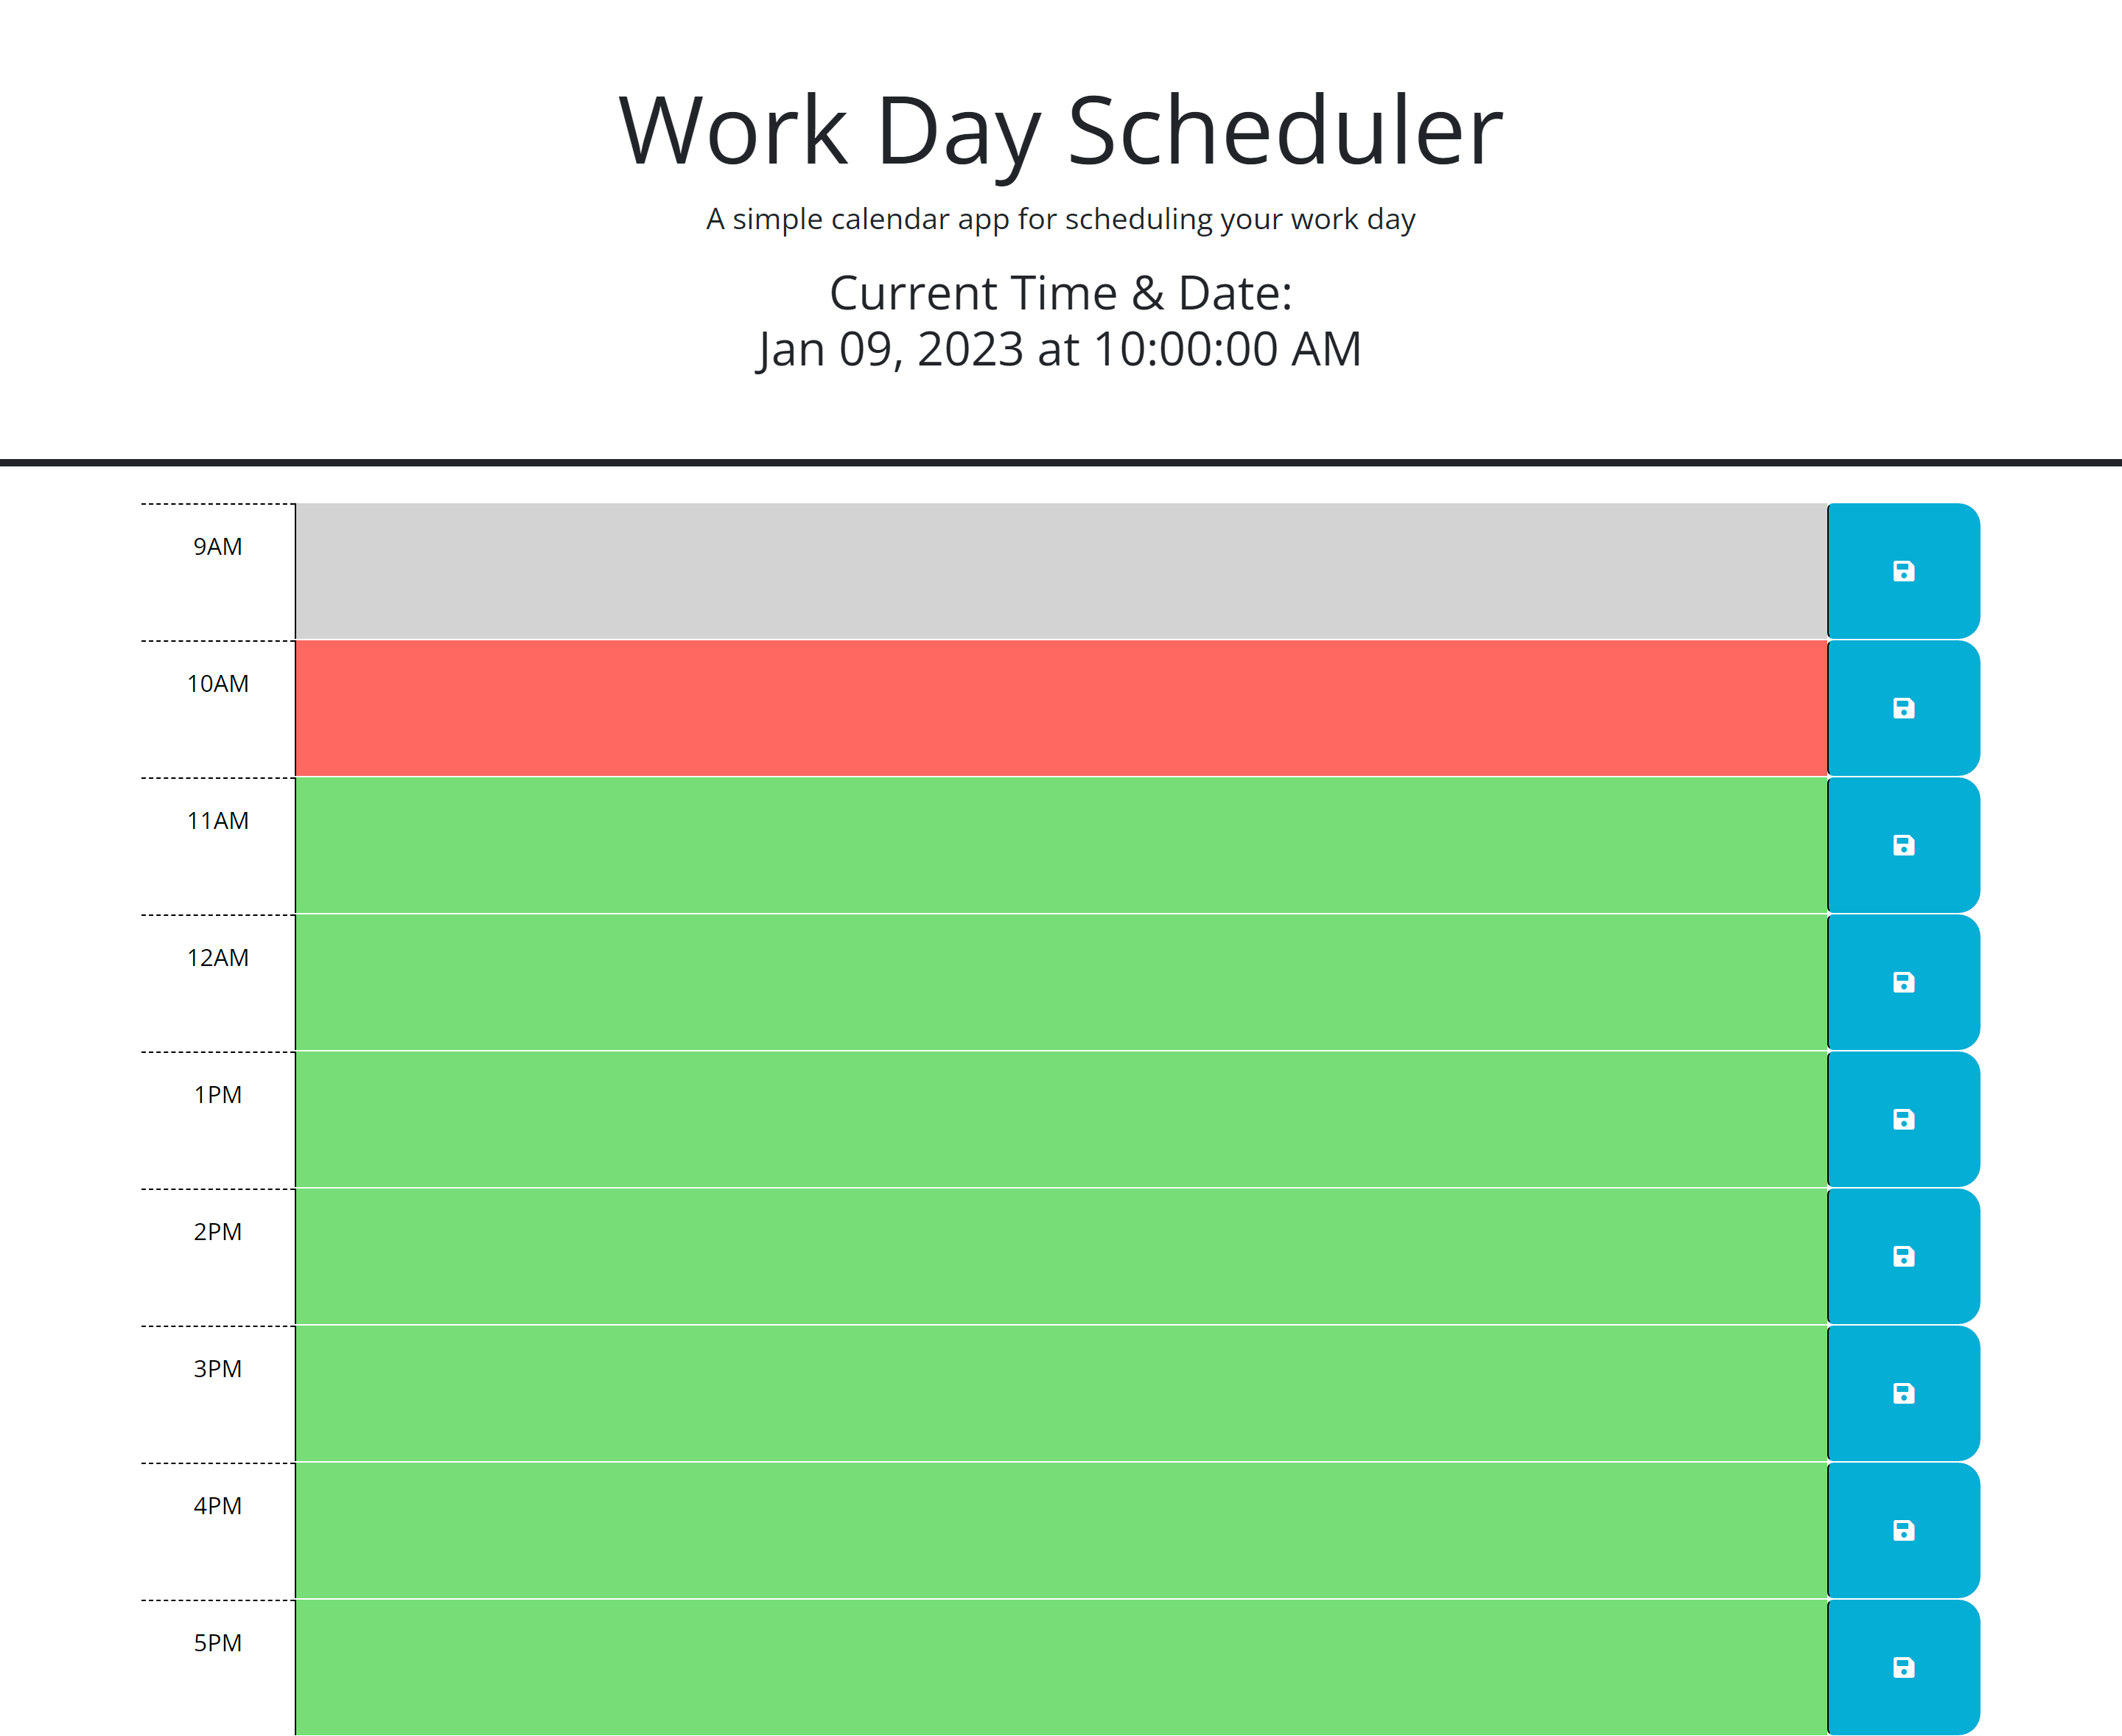 Work Day Scheduler
A simple calendar app for scheduling your work day
Current Time & Date:
Jan 09, 2023 at 10:00:00 AM
9AM
10AM
11AM
12AM
1PM
2PM
3PM
4PM
5PM